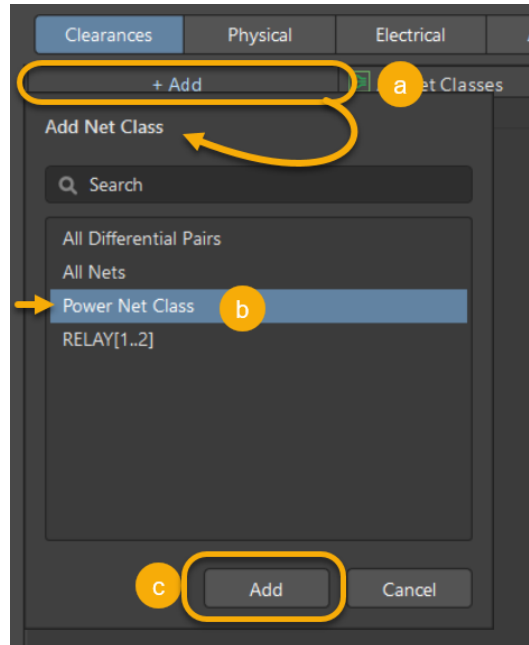 Clearances Physical Electrical
+ Add a et Classes
Add Net Class
Search
All Differential Pairs
All Nets
Power Net Class b
RELAY[1..2]
c Add Cancel